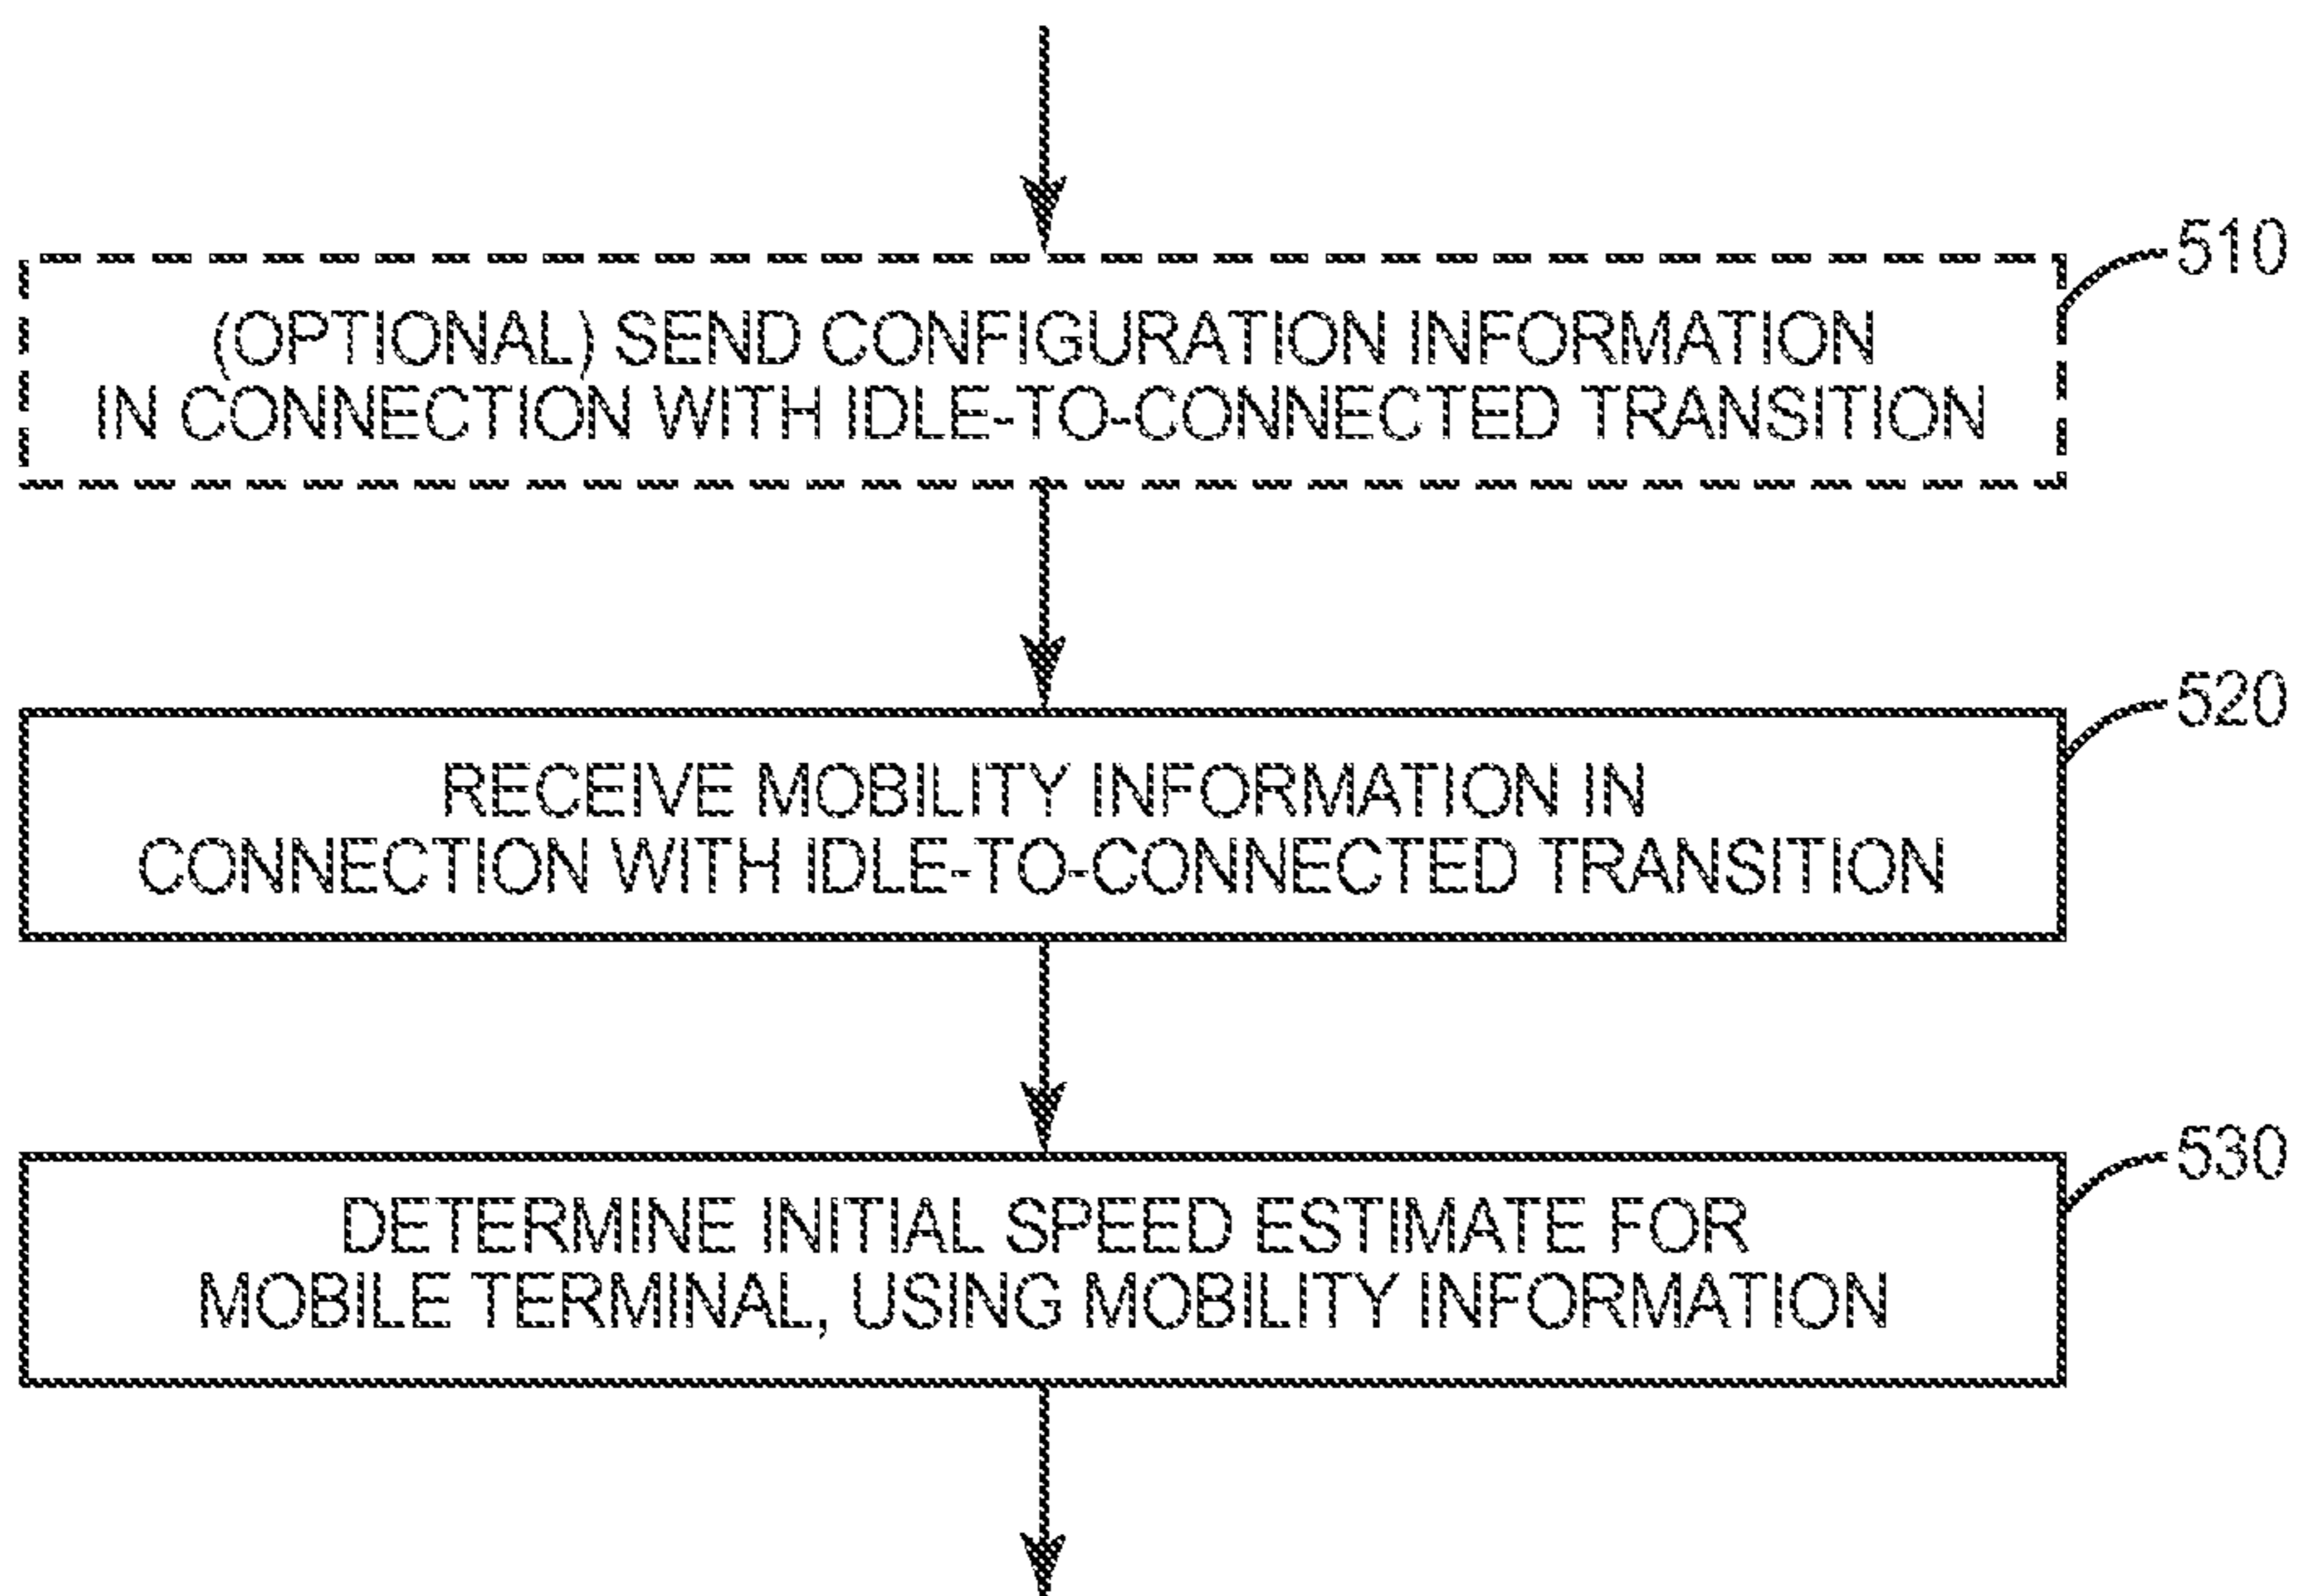 510
(OPTIONAL) SEND CONFIGURATION INFORMATION
IN CONNECTION WITH IDLE-TO-CONNECTED TRANSITION
520
RECEIVE MOBILITY INFORMATION IN
CONNECTION WITH IDLE-TO-CONNECTED TRANSITION
530
DETERMINE INITIAL SPEED ESTIMATE FOR
MOBILE TERMINAL, USING MOBILITY INFORMATION